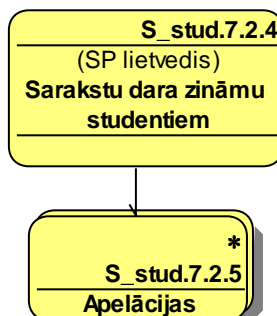 S_stud.7.2.4
(SP lietvedis)
Sarakstu dara zināmu
studentiem
*
S_stud.7.2.5
Apelācijas